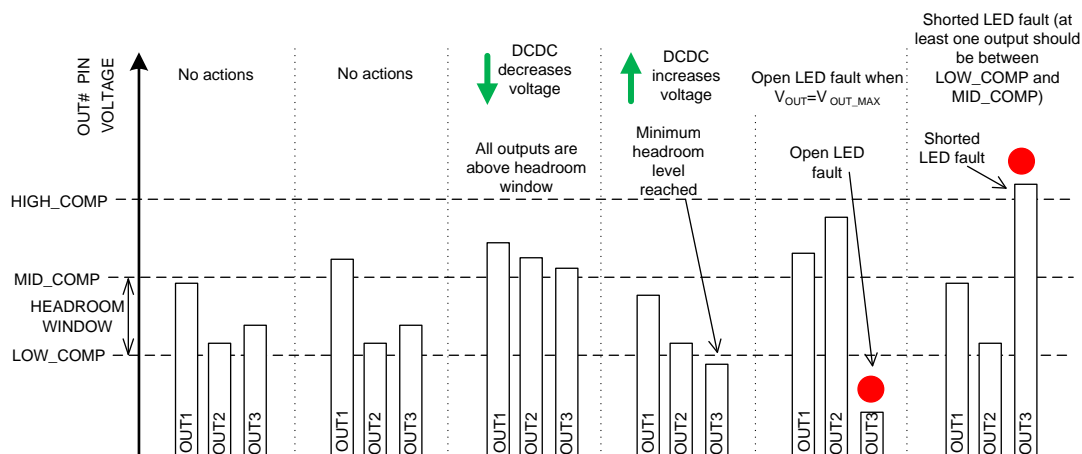 OUT# PIN
VOLTAGE
HIGH_COMP
MID_COMP
HEADROOM
WINDOW
LOW_COMP
No actions
OUT1
OUT2
OUT3
No actions
OUT1
OUT2
OUT3
DCDC
decreases
voltage
All outputs are
above headroom
window
OUT1
OUT2
OUT3
DCDC
increases
voltage
Minimum
headroom
level
reached
OUT1
OUT2
OUT3
Open LED fault when
VOUT=VOUT_MAX
Open LED
fault
OUT1
OUT2
OUT3
Shorted LED fault (at
least one output should
be between
LOW_COMP and
MID_COMP)
Shorted
LED fault
OUT1
OUT2
OUT3